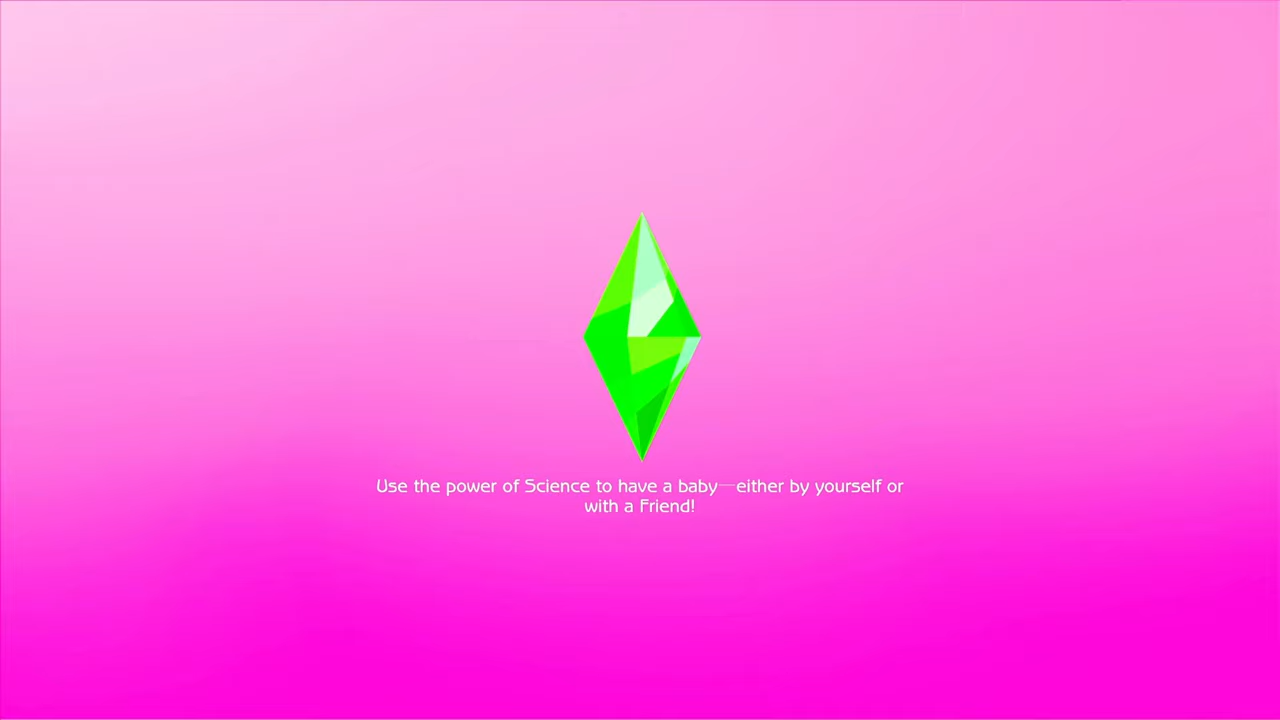 Use the power of Science to have a baby—either by yourself or
with a Friend!